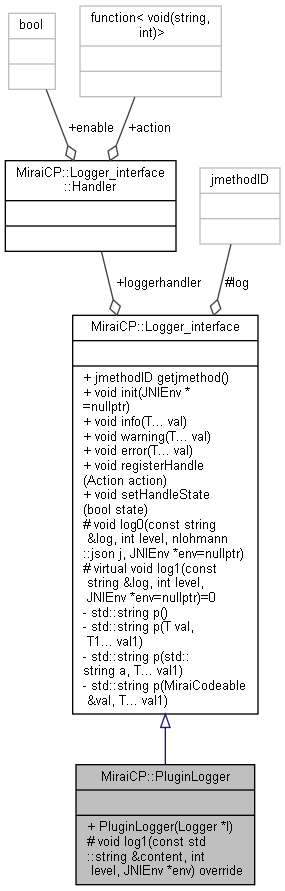 bool
function< void(string,
int)>
+enable
+action
MiraiCP::Logger_interface
::Handler
jmethodID
+loggerhandler
#log
MiraiCP::Logger_interface
+ jmethodID getjmethod()
+ void init(JNIEnv *
=nullptr)
+ void info(T... val)
+ void warning(T... val)
+ void error(T... val)
+ void registerHandle
(Action action)
+ void setHandleState
(bool state)
# void log0(const string
&log, int level, nlohmann
::json j, JNIEnv *env=nullptr)
# virtual void log1(const
string &log, int level,
JNIEnv *env=nullptr)=0
- std::string p()
- std::string p(T val,
T1... val1)
- std::string p(std::
string a, T... val1)
- std::string p(MiraiCodeable
&val, T... val1)
MiraiCP::PluginLogger
+ PluginLogger(Logger *l)
# void log1(const std
::string &content, int
level, JNIEnv *env) override